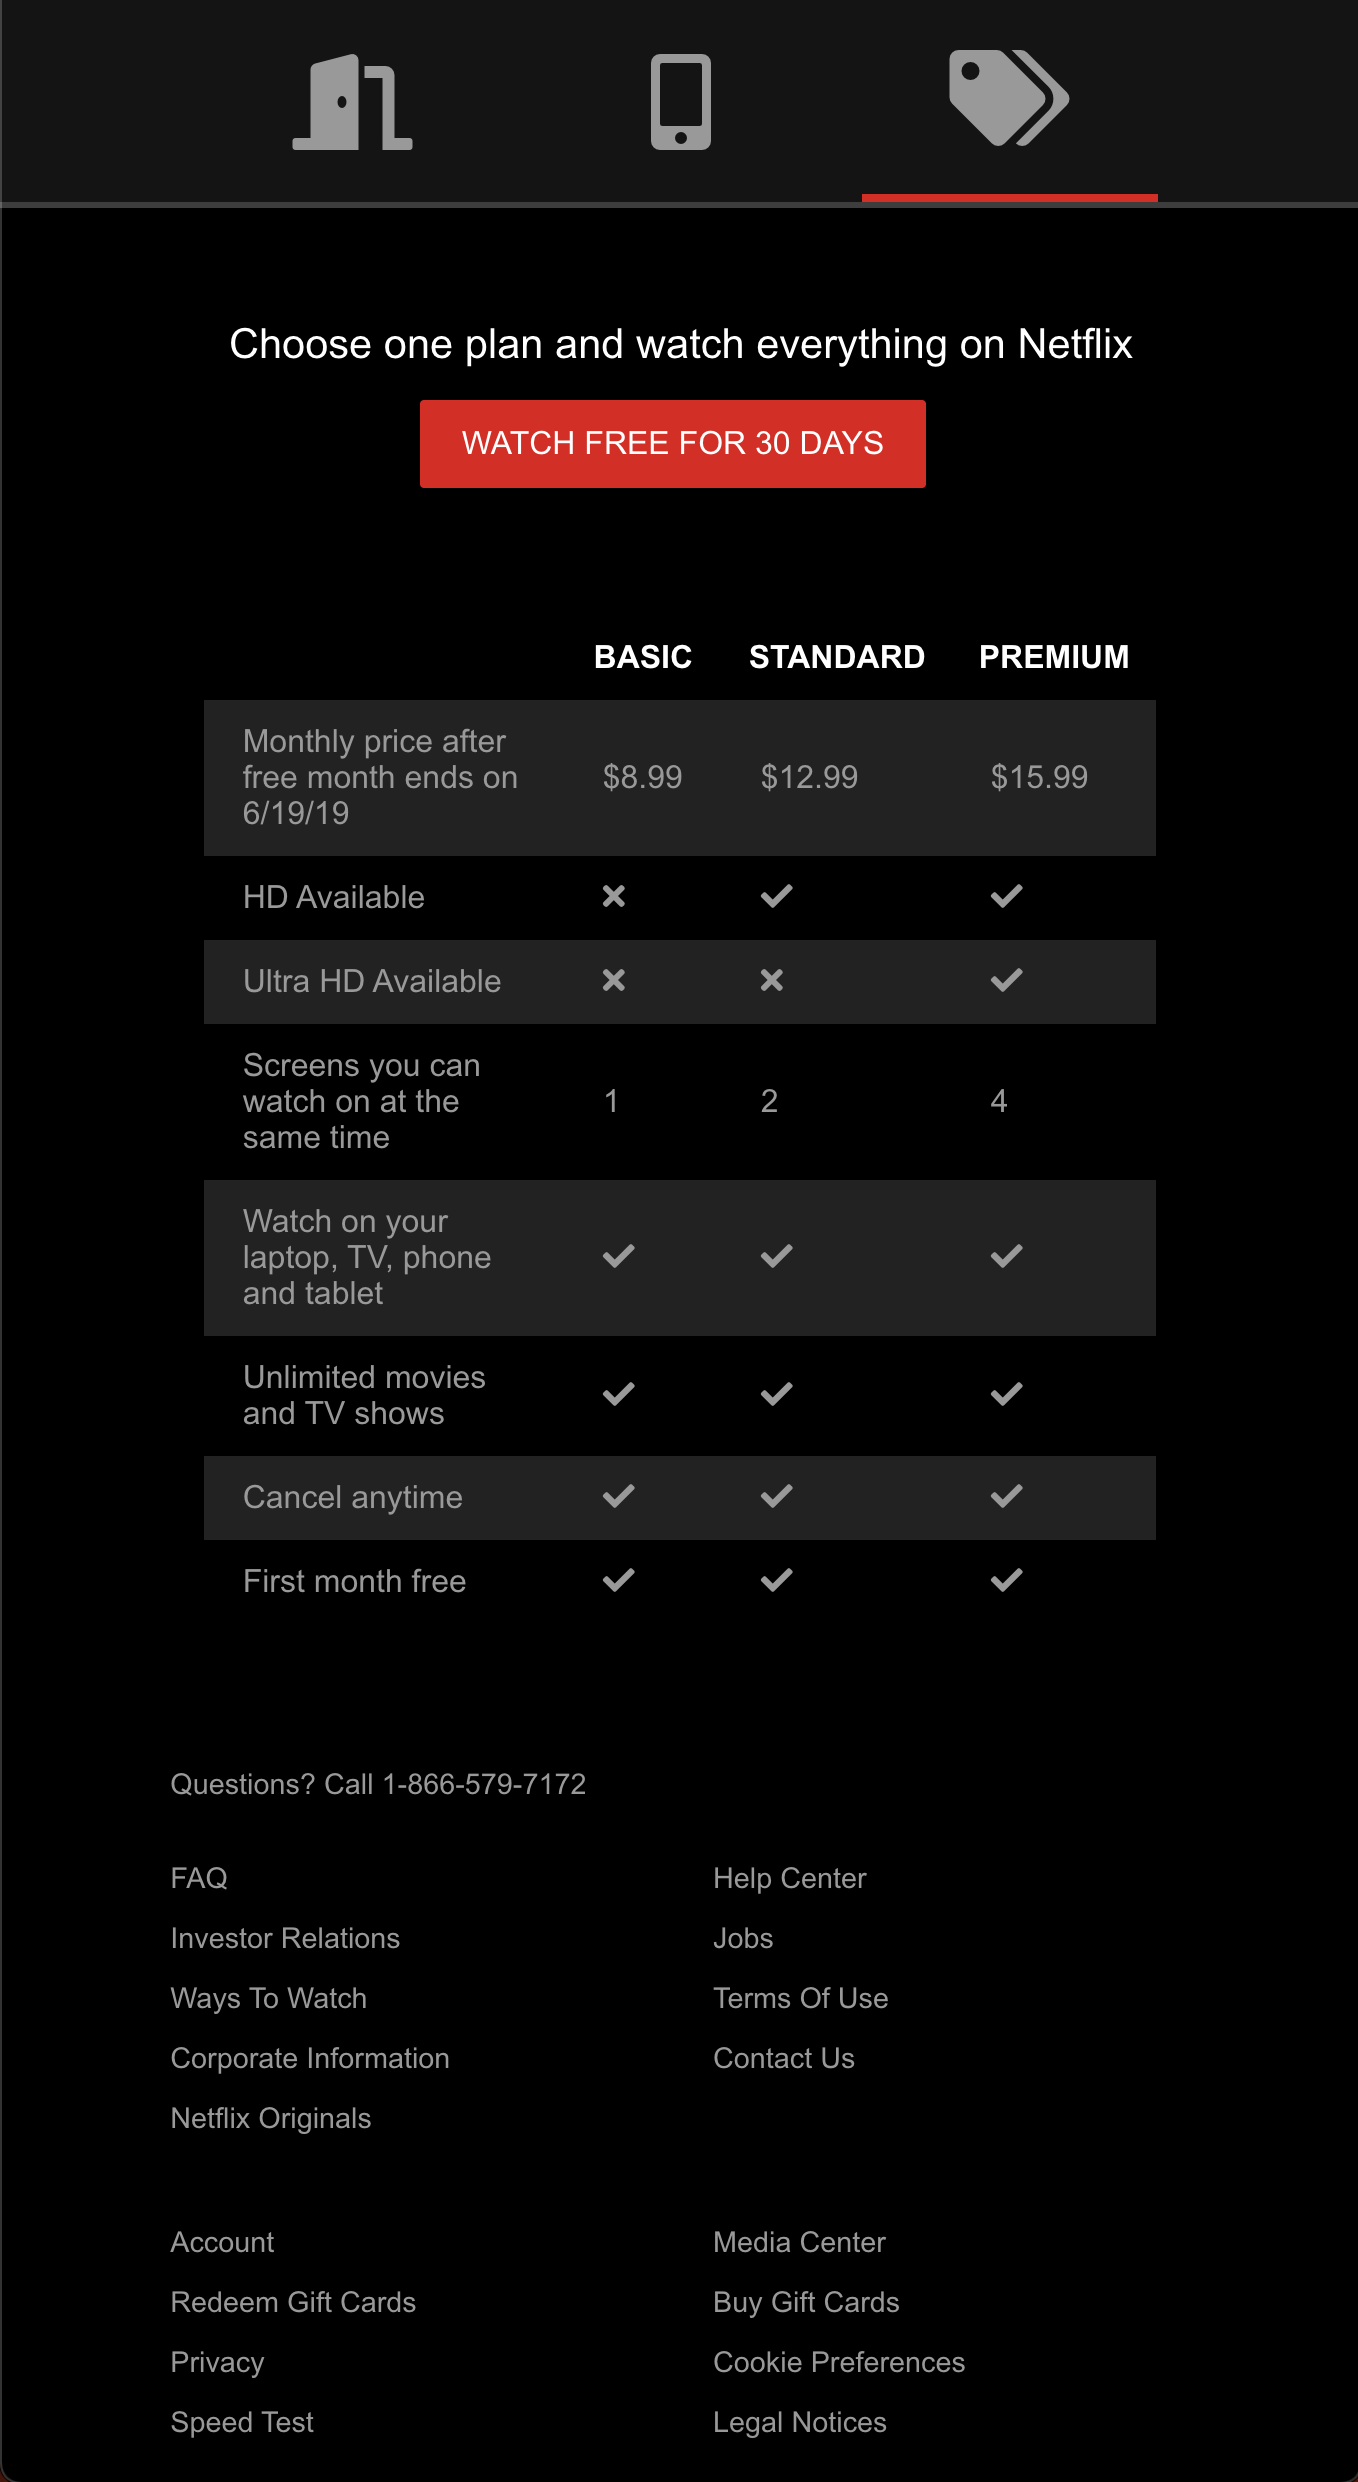 Choose one plan and watch everything on Netflix
WATCH FREE FOR 30 DAYS
BASIC STANDARD PREMIUM
Monthly price after
free month ends on
6/19/19
$8.99 $12.99 $15.99
HD Available
Ultra HD Available
Screens you can
watch on at the
same time
1 2 4
Watch on your
laptop, TV, phone
and tablet
Unlimited movies
and TV shows
Cancel anytime
First month free
Questions? Call 1-866-579-7172
FAQ
Investor Relations
Ways To Watch
Corporate Information
Netflix Originals
Help Center
Jobs
Terms Of Use
Contact Us
Account
Redeem Gift Cards
Privacy
Speed Test
Media Center
Buy Gift Cards
Cookie Preferences
Legal Notices